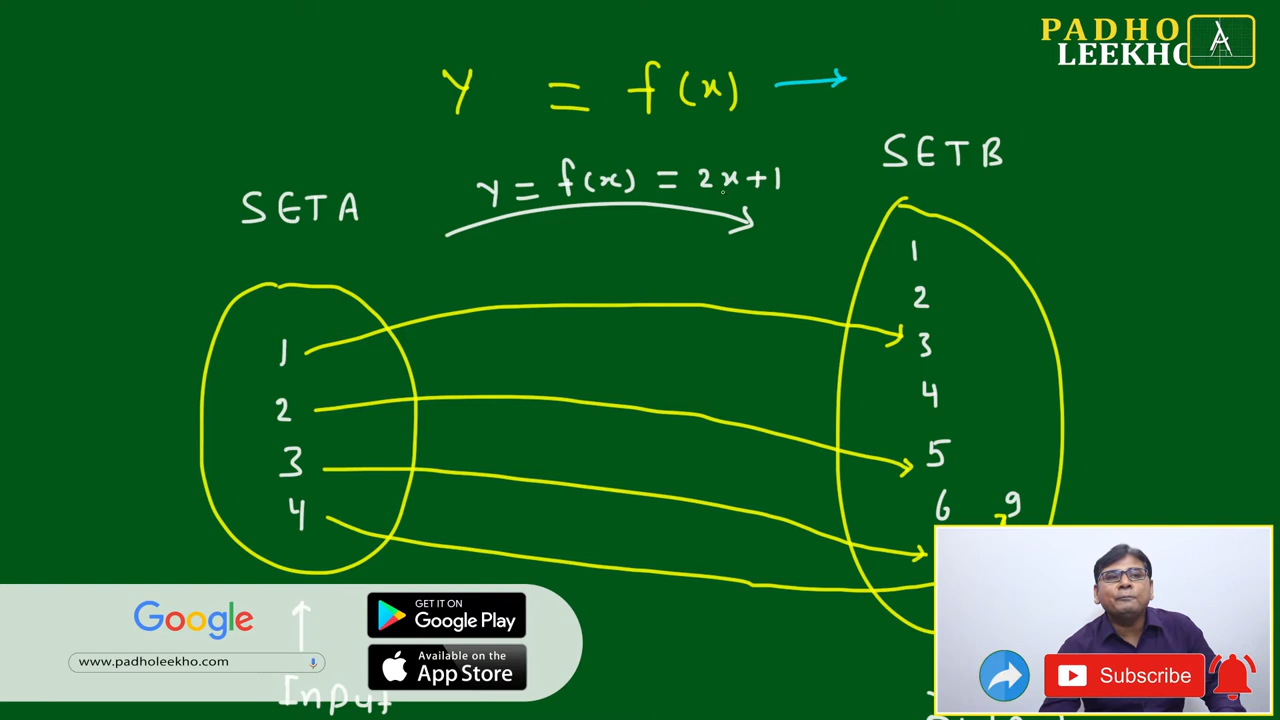 PADHO
LEEKHO
Y = f(x) →
SET B
y = f(x) = 2x+1
SET A
1
2
3
4
1
2
3
4
5
6 9
Google
www.padholeekho.com
GET IT ON
Google Play
Available on the
App Store
Input
Subscribe